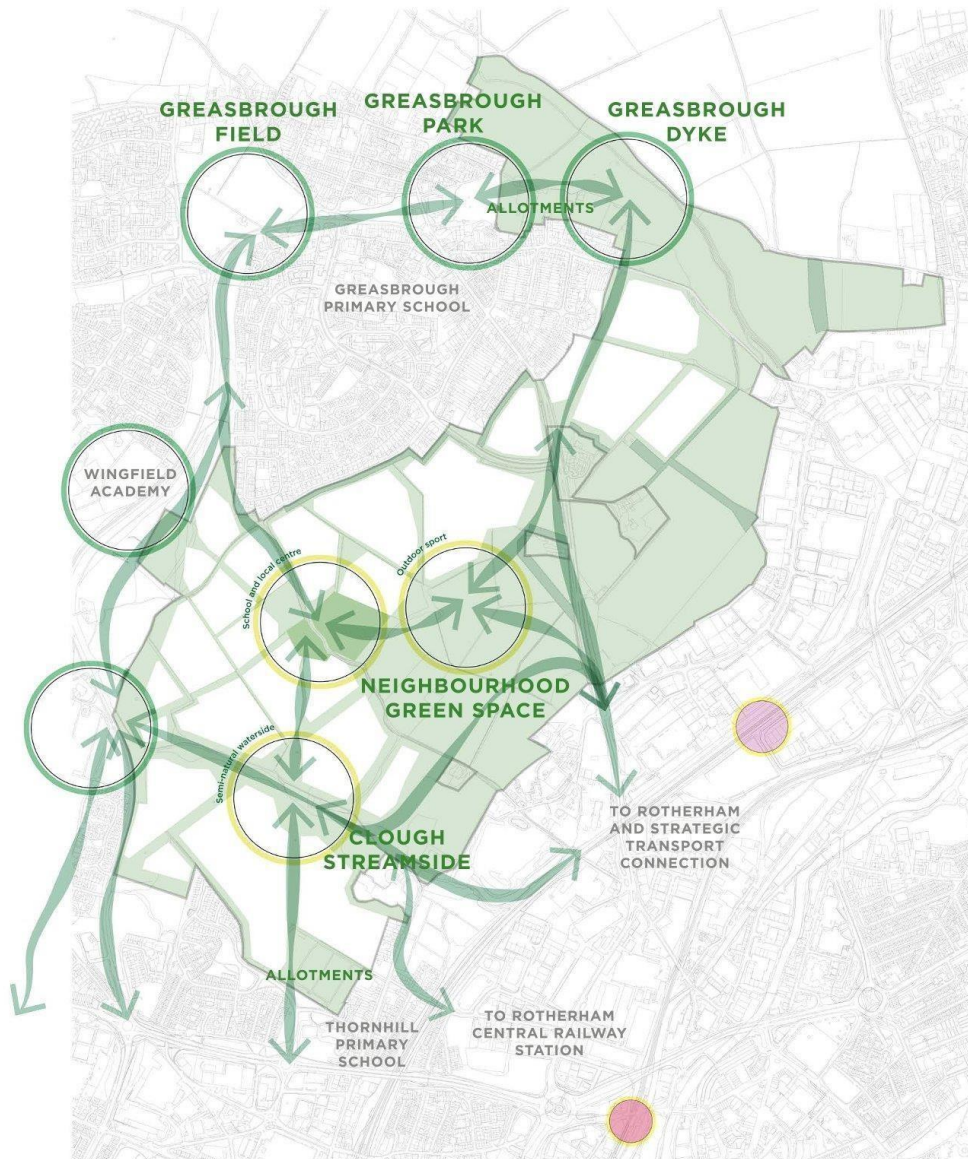 GREASBROUGH
FIELD
GREASBROUGH
PARK
GREASBROUGH
DYKE
ALLOTMENTS
GREASBROUGH
PRIMARY SCHOOL
WINGFIELD
ACADEMY
School and local centre
Outdoor sport
NEIGHBOURHOOD
GREEN SPACE
Semi-natural waterside
CLOUGH
STREAMSIDE
TO ROTHERHAM
AND STRATEGIC
TRANSPORT
CONNECTION
ALLOTMENTS
THORNHILL
PRIMARY
SCHOOL
TO ROTHERHAM
CENTRAL RAILWAY
STATION